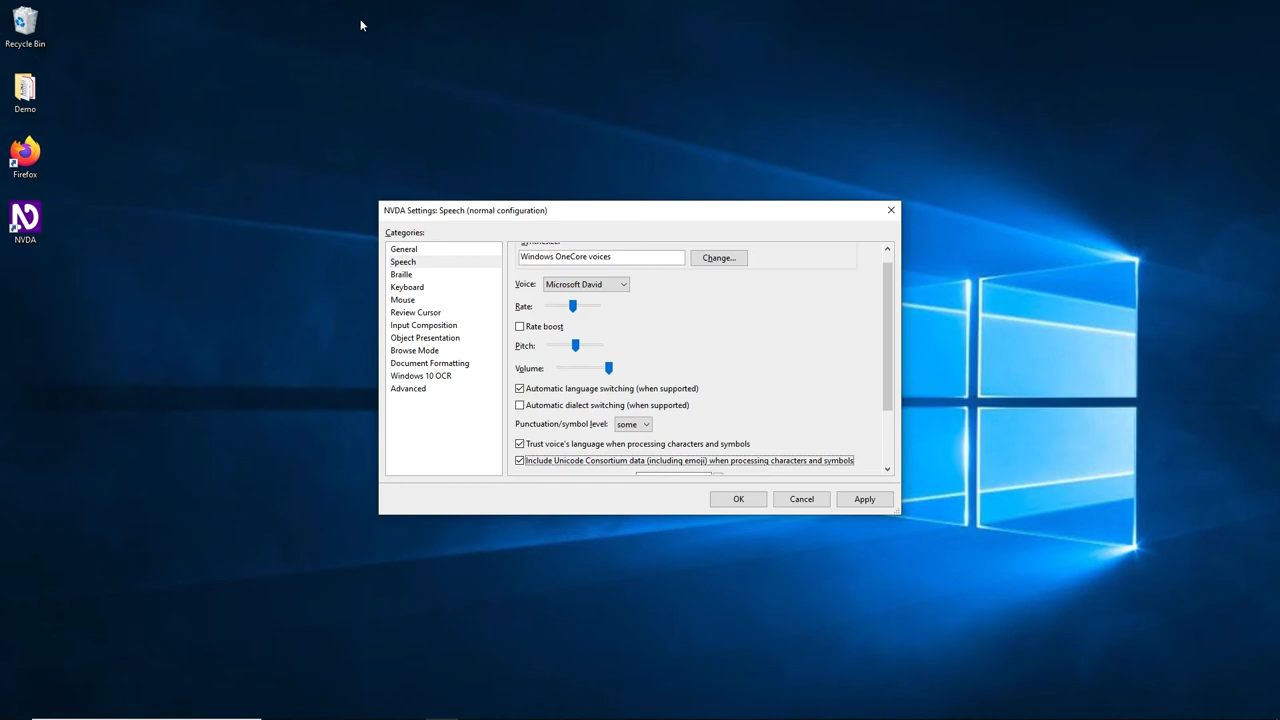 Recycle Bin
Demo
Firefox
NVDA
NVDA Settings: Speech (normal configuration)
Categories:
General
Speech
Braille
Keyboard
Mouse
Review Cursor
Input Composition
Object Presentation
Browse Mode
Document Formatting
Windows 10 OCR
Advanced
Synthesizer
Windows OneCore voices
Change...
Voice: Microsoft David
Rate:
Rate boost
Pitch:
Volume:
Automatic language switching (when supported)
Automatic dialect switching (when supported)
Punctuation/symbol level: some
Trust voice's language when processing characters and symbols
Include Unicode Consortium data (including emoji) when processing characters and symbols
OK Cancel Apply